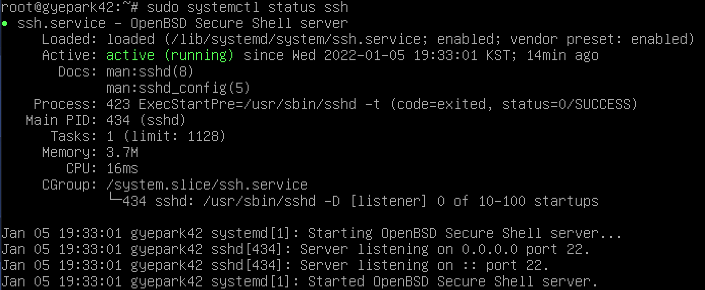 root@gyepark42:~# sudo systemctl status ssh
● ssh.service - OpenBSD Secure Shell server
     Loaded: loaded (/lib/systemd/system/ssh.service; enabled; vendor preset: enabled)
     Active: active (running) since Wed 2022-01-05 19:33:01 KST; 14min ago
       Docs: man:sshd(8)
             man:sshd_config(5)
    Process: 423 ExecStartPre=/usr/sbin/sshd -t (code=exited, status=0/SUCCESS)
   Main PID: 434 (sshd)
      Tasks: 1 (limit: 1128)
     Memory: 3.7M
        CPU: 16ms
     CGroup: /system.slice/ssh.service
             └─434 sshd: /usr/sbin/sshd -D [listener] 0 of 10-100 startups

Jan 05 19:33:01 gyepark42 systemd[1]: Starting OpenBSD Secure Shell server...
Jan 05 19:33:01 gyepark42 sshd[434]: Server listening on 0.0.0.0 port 22.
Jan 05 19:33:01 gyepark42 sshd[434]: Server listening on :: port 22.
Jan 05 19:33:01 gyepark42 systemd[1]: Started OpenBSD Secure Shell server.